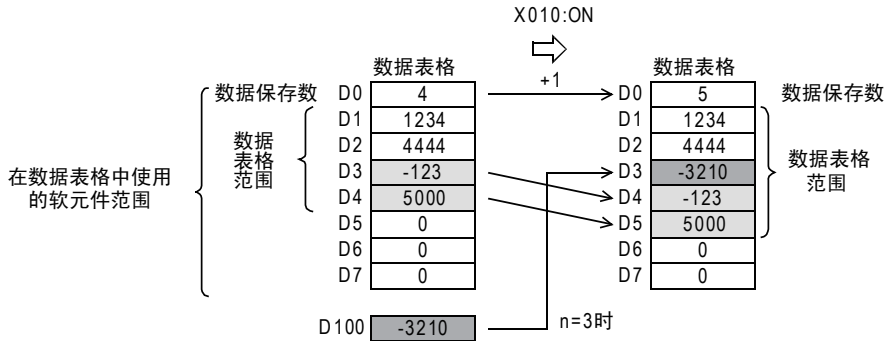 X010:ON
数据表格 数据表格
+1
数据保存数 D0 4 D0 5 数据保存数
D1 1234 D1 1234
D2 4444 D2 4444
D3 -123 D3 -3210
D4 5000 D4 -123
D5 0 D5 5000
D6 0 D6 0
D7 0 D7 0
数据
表格
范围
在数据表格中使用
的软元件范围
数据表格
范围
D100 -3210 n=3时